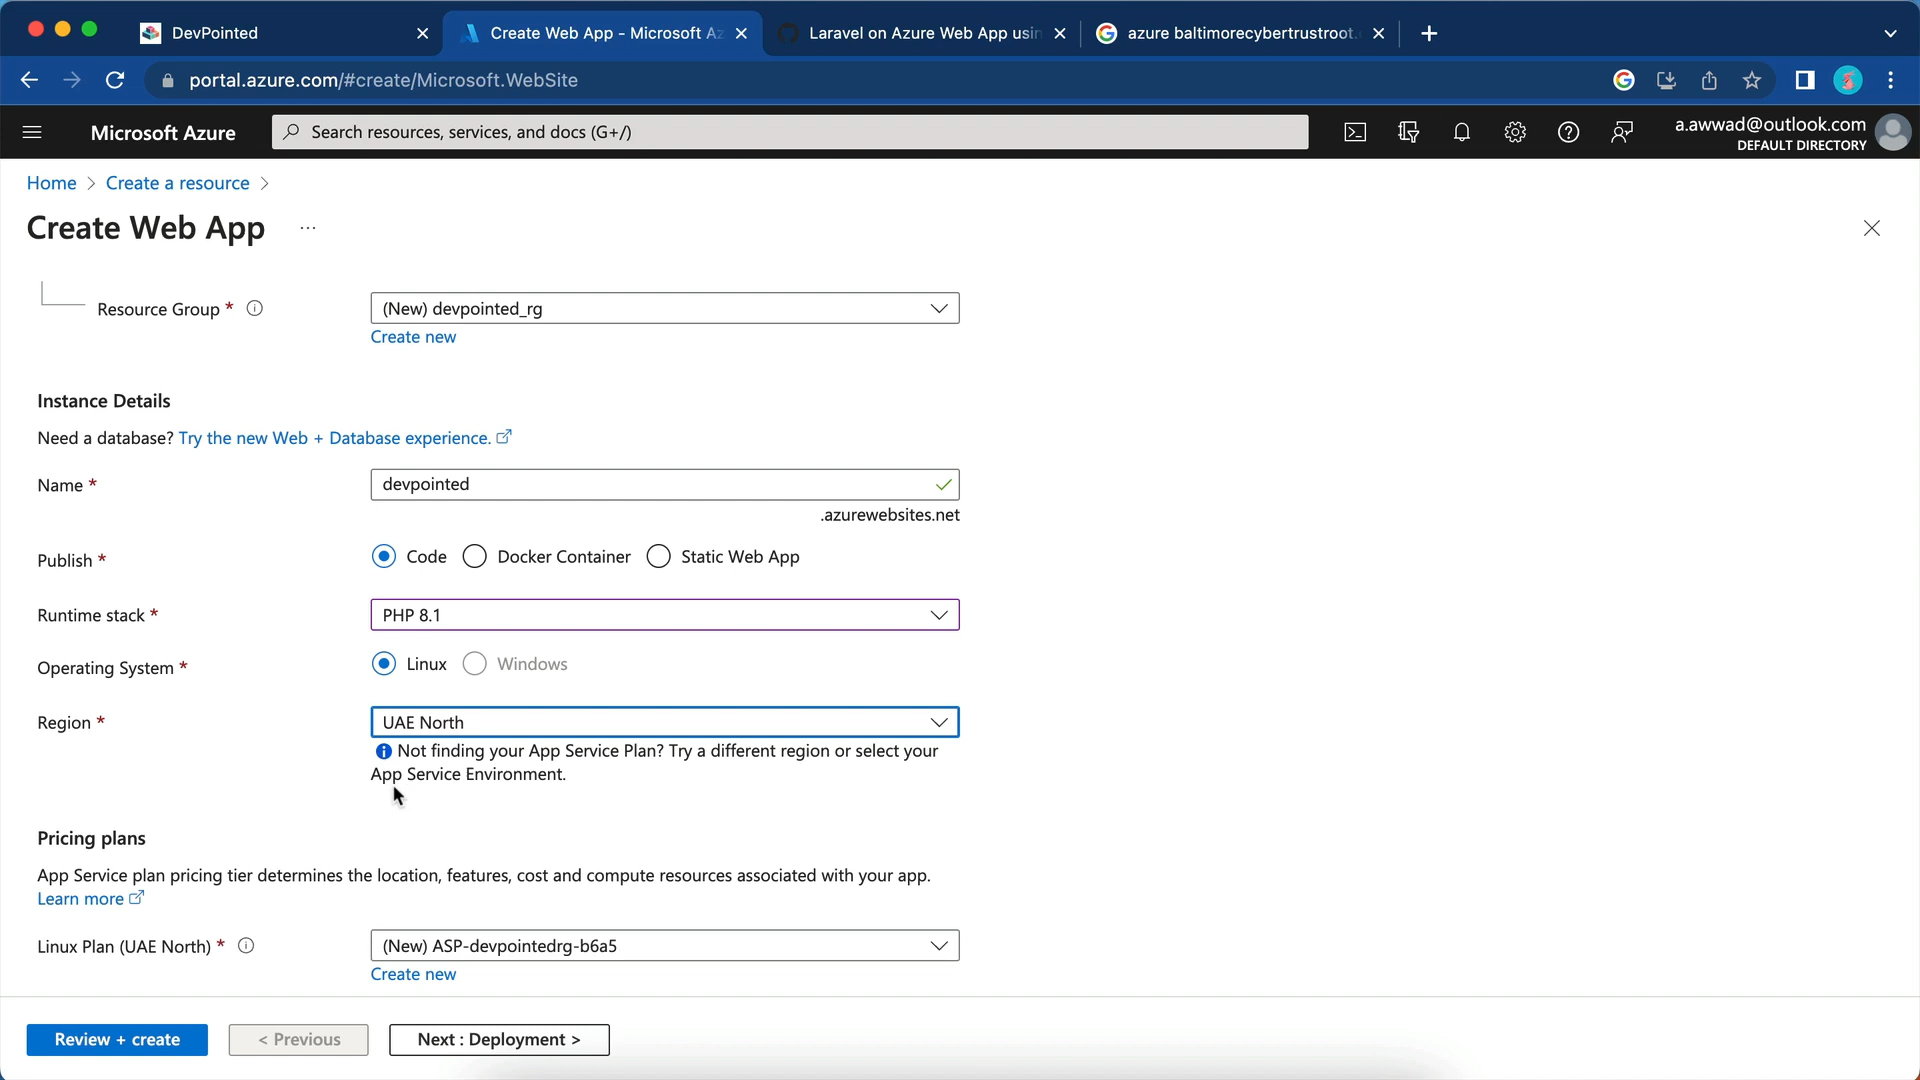 DevPointed
Create Web App - Microsoft Az
Laravel on Azure Web App usin
azure baltimorecybertrustroot.
portal.azure.com/#create/Microsoft.WebSite
Microsoft Azure
Search resources, services, and docs (G+/)
a.awwad@outlook.com
DEFAULT DIRECTORY
Home > Create a resource >
Create Web App ...
Resource Group *
(New) devpointed_rg
Create new
Instance Details
Need a database? Try the new Web + Database experience.
Name *
devpointed
.azurewebsites.net
Publish *
Code
Docker Container
Static Web App
Runtime stack *
PHP 8.1
Operating System *
Linux
Windows
Region *
UAE North
Not finding your App Service Plan? Try a different region or select your
App Service Environment.
Pricing plans
App Service plan pricing tier determines the location, features, cost and compute resources associated with your app.
Learn more
Linux Plan (UAE North) *
(New) ASP-devpointedrg-b6a5
Create new
Review + create
< Previous
Next : Deployment >